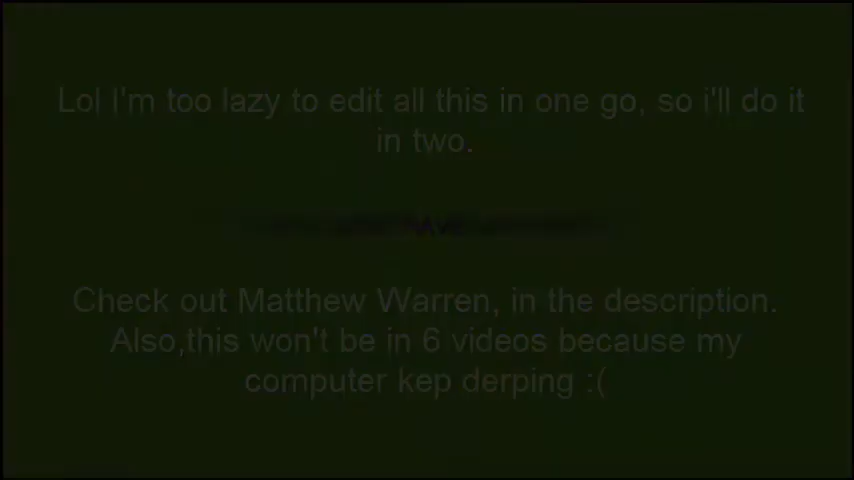 Lol I'm too lazy to edit all this in one go, so i'll do it
in two.
Check out Matthew Warren, in the description.
Also,this won't be in 6 videos because my
computer kep derping :(